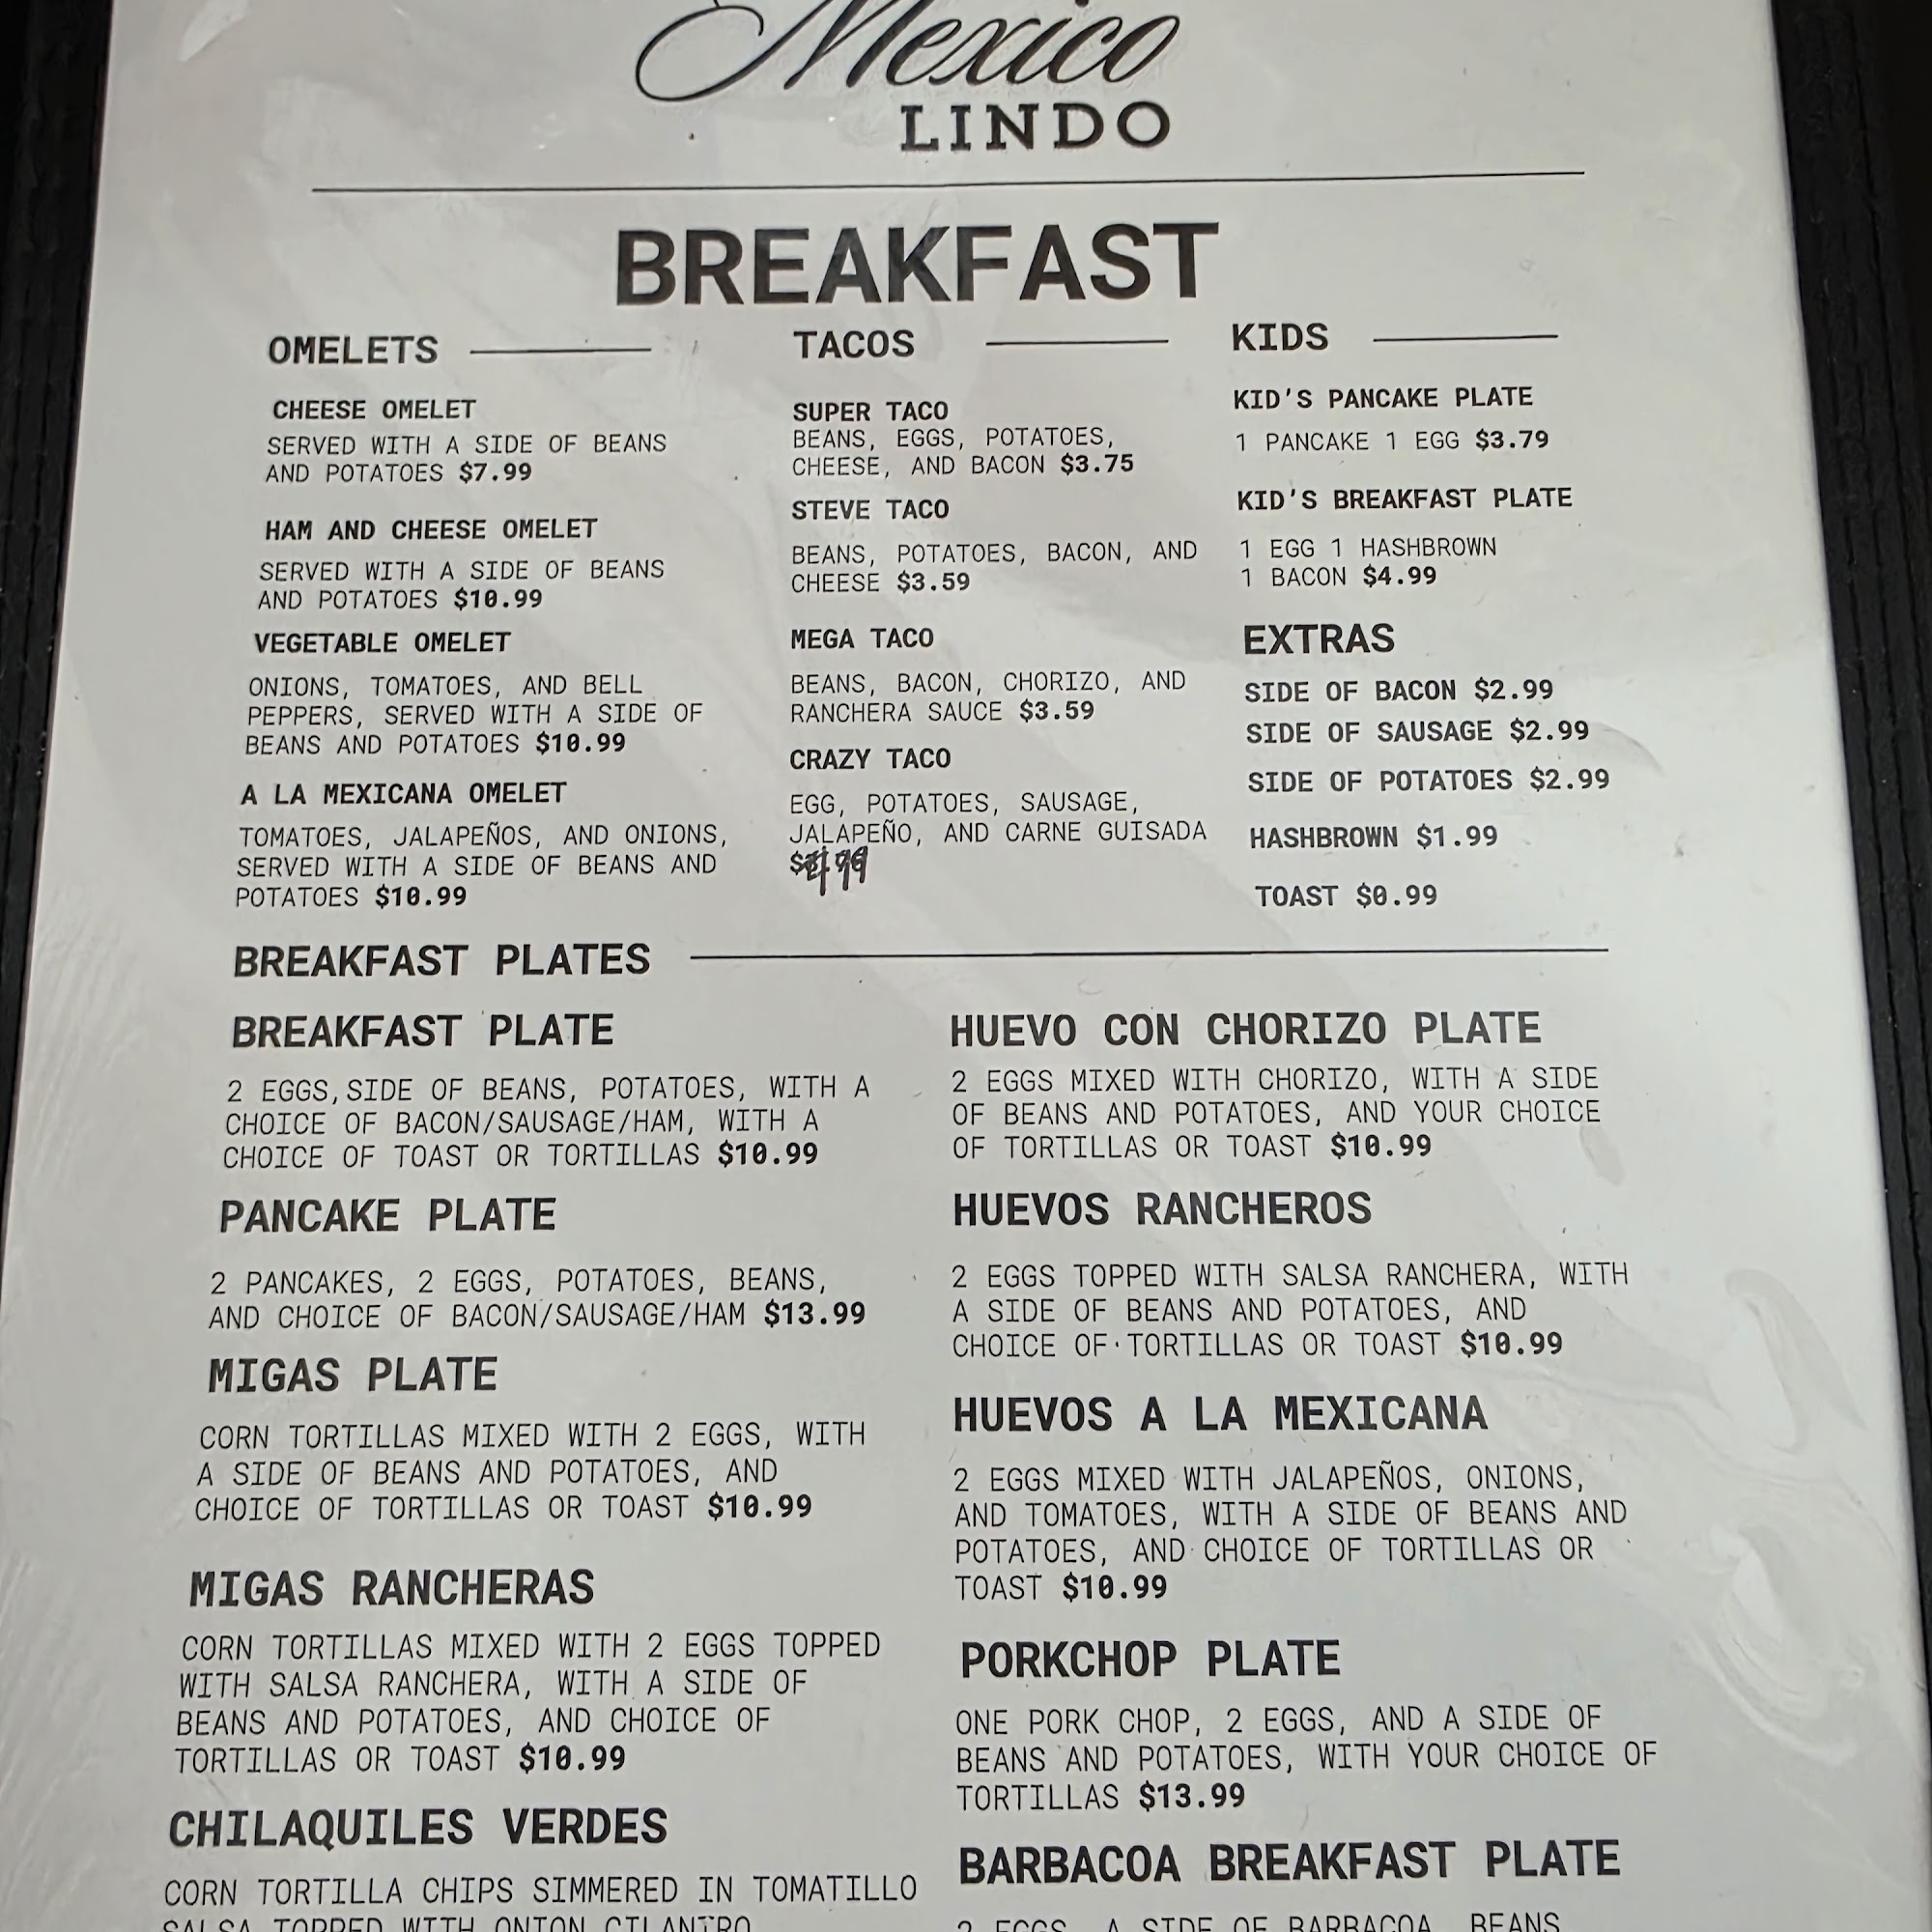 Mexico
LINDO
BREAKFAST
OMELETS
CHEESE OMELET
SERVED WITH A SIDE OF BEANS
AND POTATOES $7.99
HAM AND CHEESE OMELET
SERVED WITH A SIDE OF BEANS
AND POTATOES $10.99
VEGETABLE OMELET
ONIONS, TOMATOES, AND BELL
PEPPERS, SERVED WITH A SIDE OF
BEANS AND POTATOES $10.99
A LA MEXICANA OMELET
TOMATOES, JALAPEÑOS, AND ONIONS,
SERVED WITH A SIDE OF BEANS AND
POTATOES $10.99
TACOS
SUPER TACO
BEANS, EGGS, POTATOES,
CHEESE, AND BACON $3.75
STEVE TACO
BEANS, POTATOES, BACON, AND
CHEESE $3.59
MEGA TACO
BEANS, BACON, CHORIZO, AND
RANCHERA SAUCE $3.59
CRAZY TACO
EGG, POTATOES, SAUSAGE,
JALAPEÑO, AND CARNE GUISADA
KIDS
KID'S PANCAKE PLATE
1 PANCAKE 1 EGG $3.79
KID'S BREAKFAST PLATE
1 EGG 1 HASHBROWN
1 BACON $4.99
EXTRAS
SIDE OF BACON $2.99
SIDE OF SAUSAGE $2.99
SIDE OF POTATOES $2.99
HASHBROWN $1.99
TOAST $0.99
BREAKFAST PLATES
BREAKFAST PLATE
2 EGGS,SIDE OF BEANS, POTATOES, WITH A
CHOICE OF BACON/SAUSAGE/HAM, WITH A
CHOICE OF TOAST OR TORTILLAS $10.99
PANCAKE PLATE
2 PANCAKES, 2 EGGS, POTATOES, BEANS,
AND CHOICE OF BACON/SAUSAGE/HAM $13.99
MIGAS PLATE
CORN TORTILLAS MIXED WITH 2 EGGS, WITH
A SIDE OF BEANS AND POTATOES, AND
CHOICE OF TORTILLAS OR TOAST $10.99
MIGAS RANCHERAS
CORN TORTILLAS MIXED WITH 2 EGGS TOPPED
WITH SALSA RANCHERA, WITH A SIDE OF
BEANS AND POTATOES, AND CHOICE OF
TORTILLAS OR TOAST $10.99
CHILAQUILES VERDES
CORN TORTILLA CHIPS SIMMERED IN TOMATILLO
SALSA TOPPED WITH ONION CILANTRO
HUEVO CON CHORIZO PLATE
2 EGGS MIXED WITH CHORIZO, WITH A SIDE
OF BEANS AND POTATOES, AND YOUR CHOICE
OF TORTILLAS OR TOAST $10.99
HUEVOS RANCHEROS
2 EGGS TOPPED WITH SALSA RANCHERA, WITH
A SIDE OF BEANS AND POTATOES, AND
CHOICE OF TORTILLAS OR TOAST $10.99
HUEVOS A LA MEXICANA
2 EGGS MIXED WITH JALAPEÑOS, ONIONS,
AND TOMATOES, WITH A SIDE OF BEANS AND
POTATOES, AND CHOICE OF TORTILLAS OR
TOAST $10.99
PORKCHOP PLATE
ONE PORK CHOP, 2 EGGS, AND A SIDE OF
BEANS AND POTATOES, WITH YOUR CHOICE OF
TORTILLAS $13.99
BARBACOA BREAKFAST PLATE
2 EGGS, A SIDE OF BARBACOA, BEANS